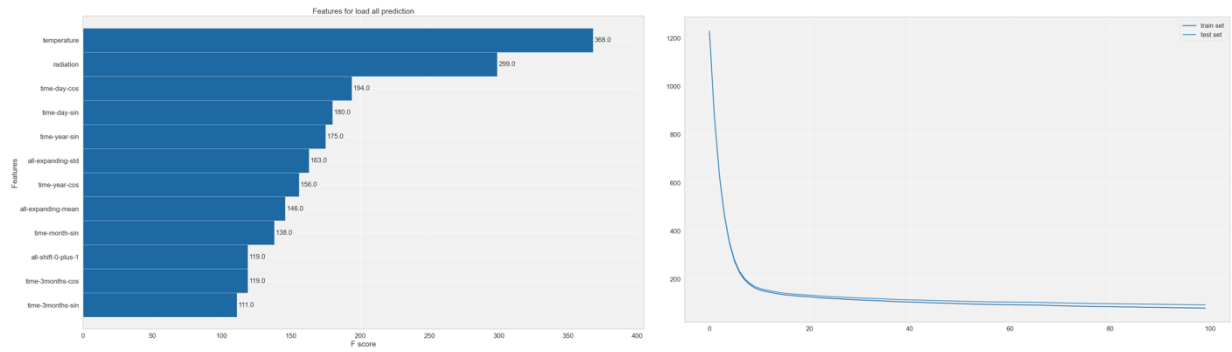 Features for load all prediction
Features
temperature
368.0
radiation
299.0
time-day-cos
194.0
time-day-sin
180.0
time-year-sin
175.0
all-expanding-std
163.0
time-year-cos
156.0
all-expanding-mean
146.0
time-month-sin
138.0
all-shift-0-plus-1
119.0
time-3months-cos
119.0
time-3months-sin
111.0
0 50 100 150 200 250 300 350 400
F score
train set
test set
1200
1000
800
600
400
200
0 20 40 60 80 100